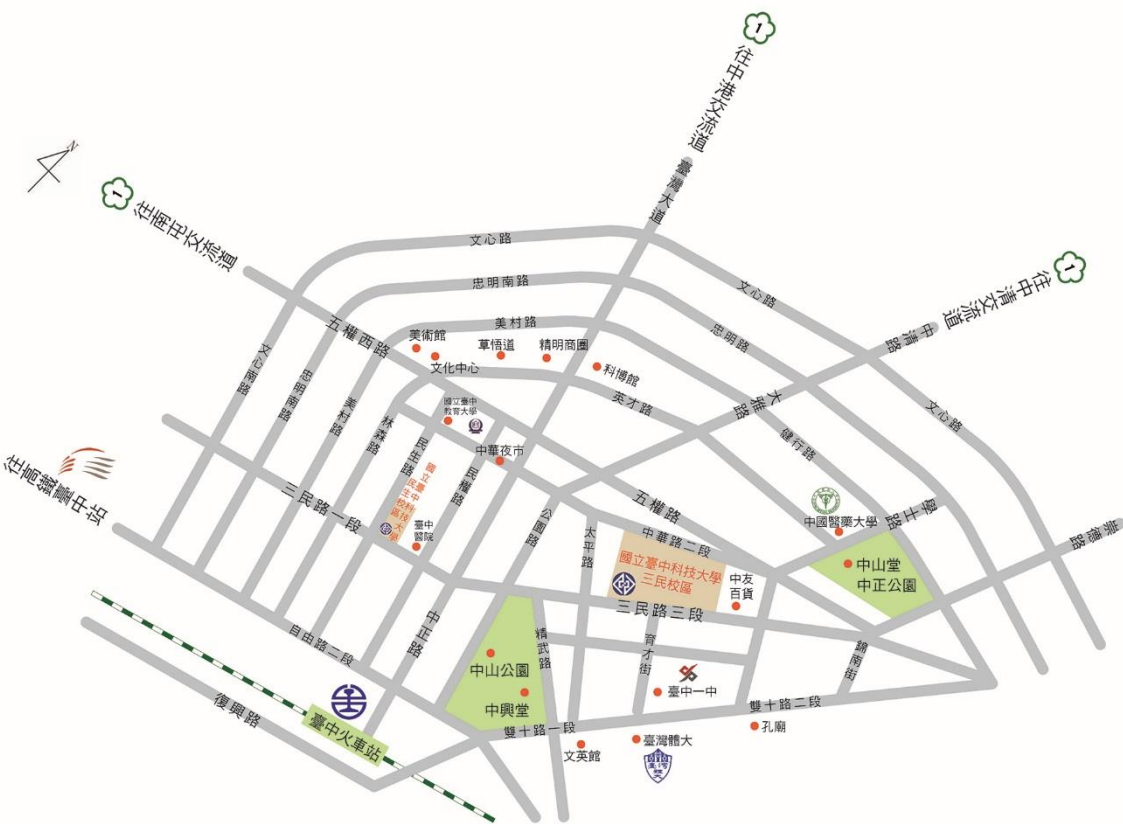 1
往中港交流道
臺灣大道
N
1
往南屯交流道
1
往中清交流道
中清路
文心路
忠明南路
美村路
文心路
忠明路
文心路
五權西路
美術館
草悟道
精明商圈
文化中心
科博館
英才路
大雅路
健行路
文心南路
忠明南路
美村路
林森路
國立臺中
教育大學
民生路
民權路
中華夜市
國立臺中科技大學
民生校區
臺中
醫院
三民路一段
往高鐵臺中站
公園路
五權路
中國醫藥大學
學士路
崇德路
太平路
中華路二段
國立臺中科技大學
三民校區
中友
百貨
中山堂
中正公園
三民路三段
自由路二段
中正路
精武路
育才街
錦南街
中山公園
中興堂
臺中一中
復興路
臺中火車站
雙十路一段
雙十路二段
文英館
臺灣體大
孔廟